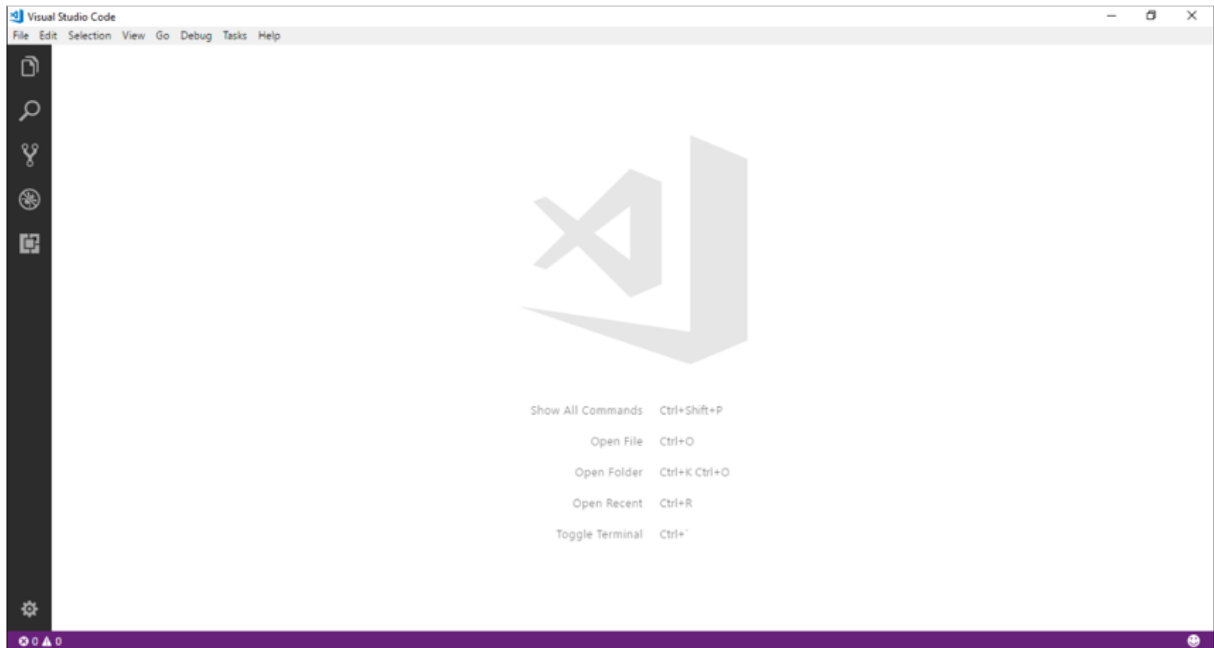 Visual Studio Code
File Edit Selection View Go Debug Tasks Help
Show All Commands Ctrl+Shift+P
Open File Ctrl+O
Open Folder Ctrl+K Ctrl+O
Open Recent Ctrl+R
Toggle Terminal Ctrl+`
0 0